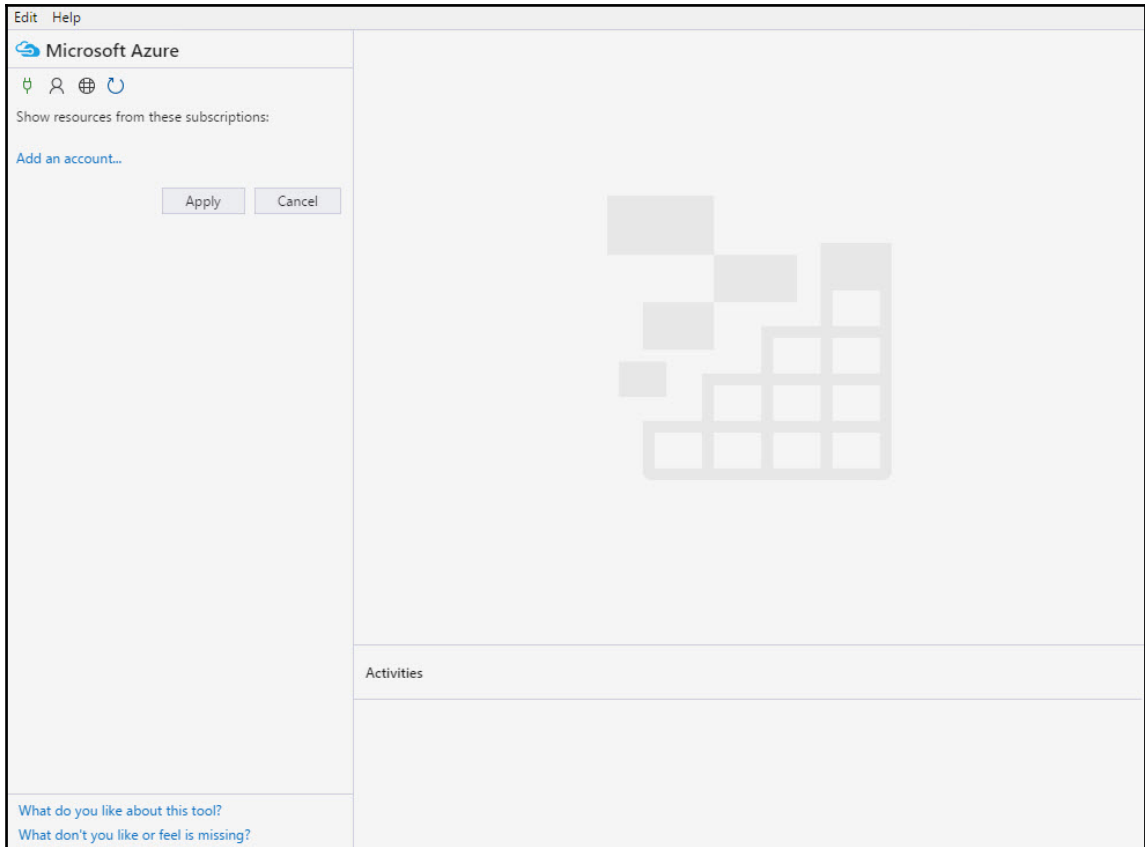 Edit Help
Microsoft Azure
Show resources from these subscriptions:
Add an account...
Apply Cancel
Activities
What do you like about this tool?
What don't you like or feel is missing?